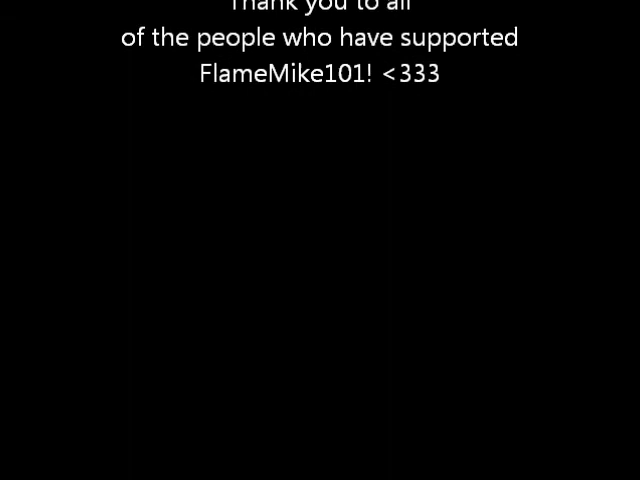 Thank you to all
of the people who have supported
FlameMike101! <333